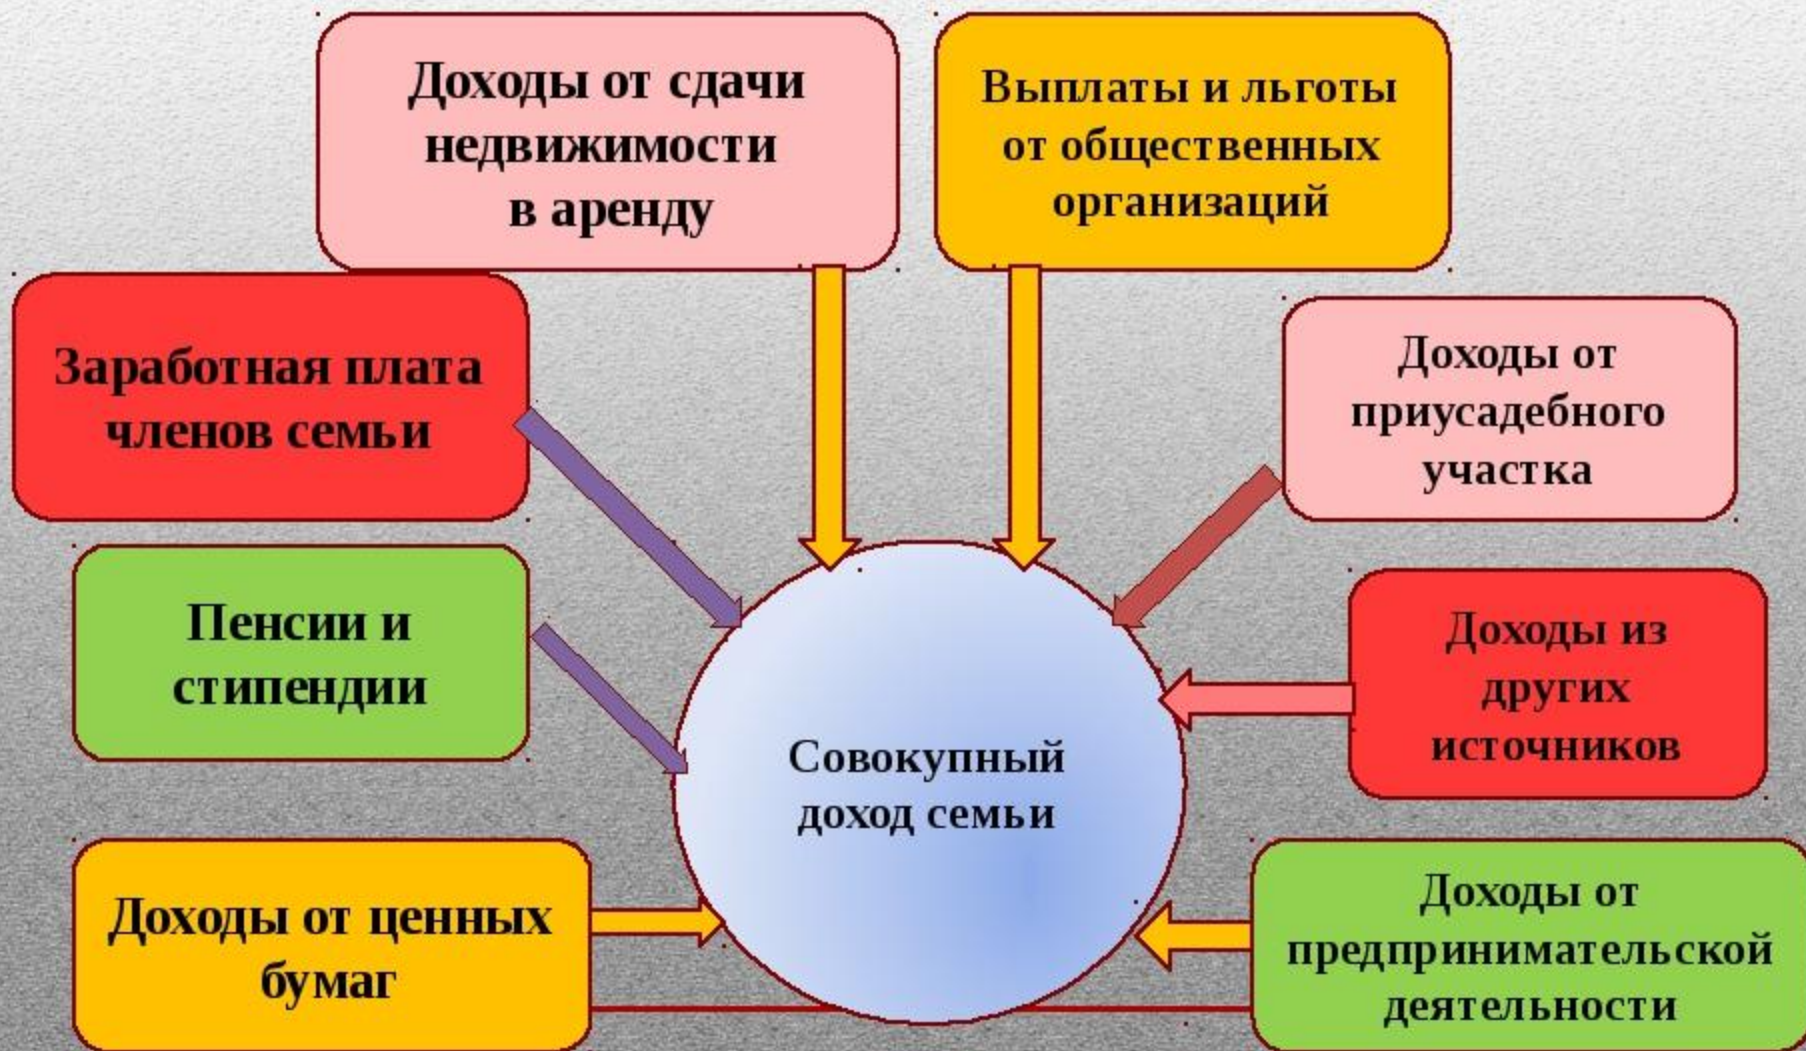 Доходы от сдачи
недвижимости
в аренду
Выплаты и льготы
от общественных
организаций
Заработная плата
членов семьи
Доходы от
приусадебного
участка
Пенсии и
стипендии
Доходы из
других
источников
Совокупный
доход семьи
Доходы от ценных
бумаг
Доходы от
предпринимательской
деятельности